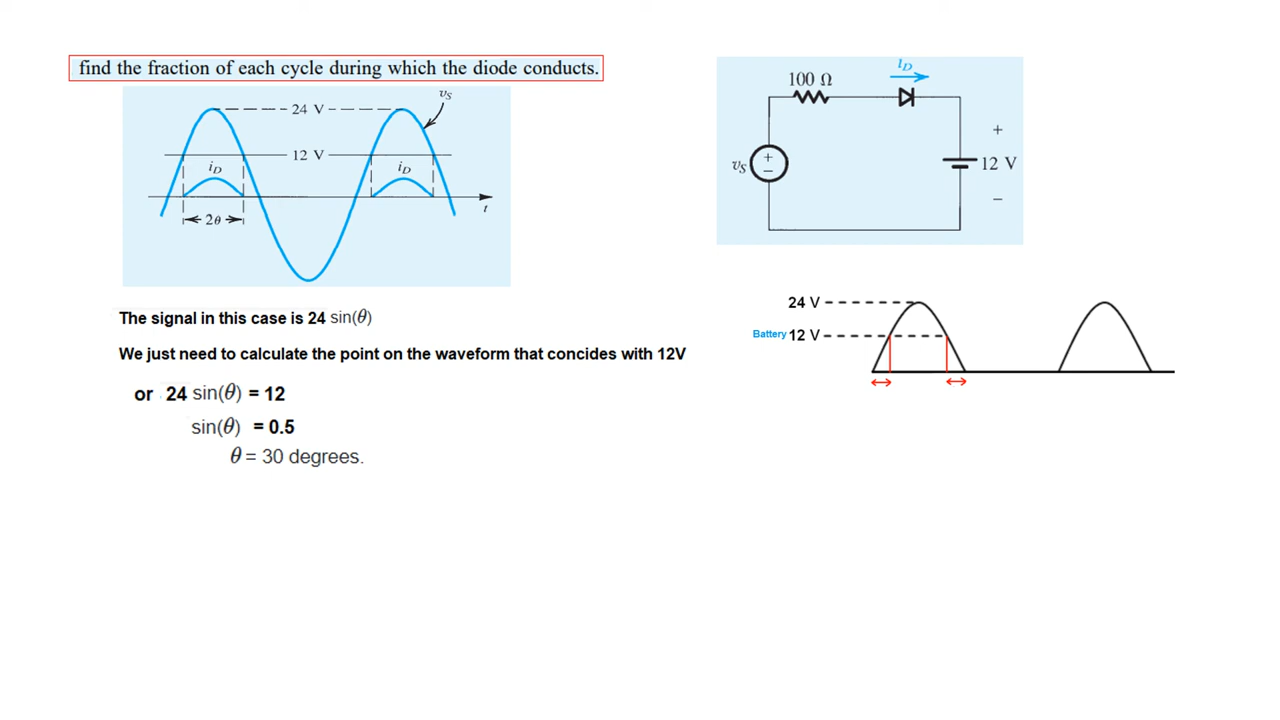 find the fraction of each cycle during which the diode conducts.
24 V
υS
12 V
iD
iD
2θ
t
100 Ω
iD
υS
+
−
+
12 V
−
The signal in this case is 24 sin(θ)
We just need to calculate the point on the waveform that concides with 12V
or 24 sin(θ) = 12
sin(θ) = 0.5
θ = 30 degrees.
24 V
Battery 12 V